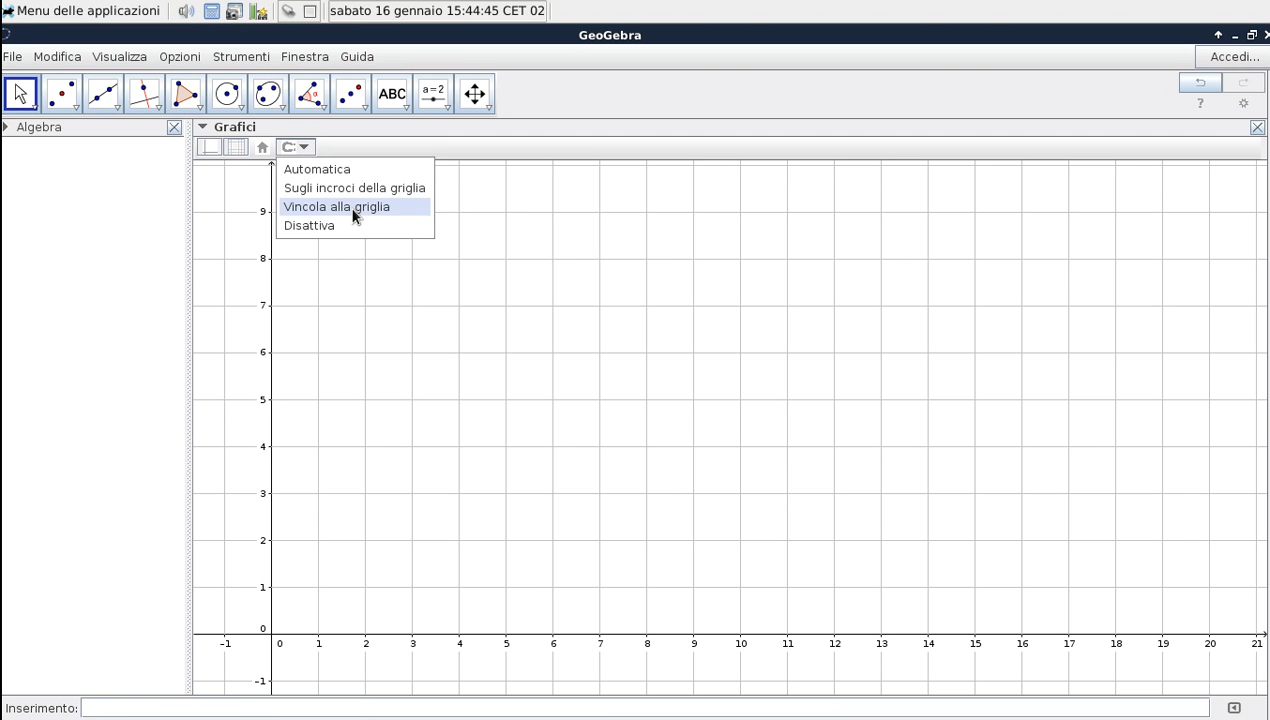 Menu delle applicazioni sabato 16 gennaio 15:44:45 CET 02
GeoGebra
File Modifica Visualizza Opzioni Strumenti Finestra Guida Accedi...
ABC a=2 ?
Algebra Grafici
Automatica
Sugli incroci della griglia
Vincola alla griglia
Disattiva
9
8
7
6
5
4
3
2
1
0
-1 0 1 2 3 4 5 6 7 8 9 10 11 12 13 14 15 16 17 18 19 20 21
-1
Inserimento: